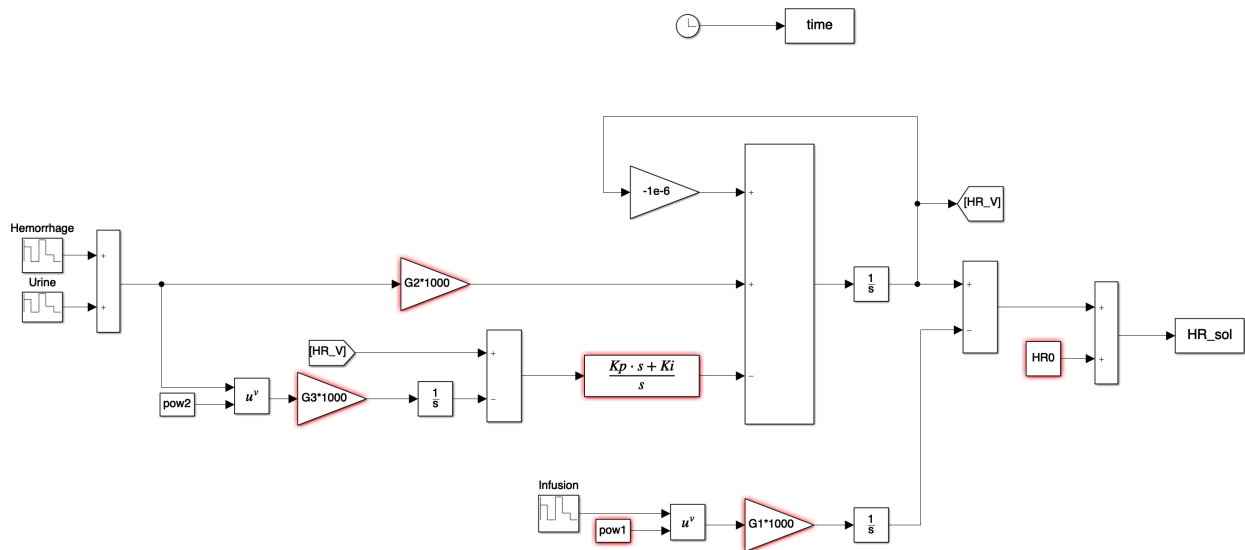 time
-1e-6
[HR_V]
Hemorrhage
+
+
Urine
G2*1000
+
+
1
s
+
-
+
+
HR0
HR_sol
[HR_V]
+
-
Kp · s + Ki
s
-
pow2
u^v
G3*1000
1
s
Infusion
pow1
u^v
G1*1000
1
s